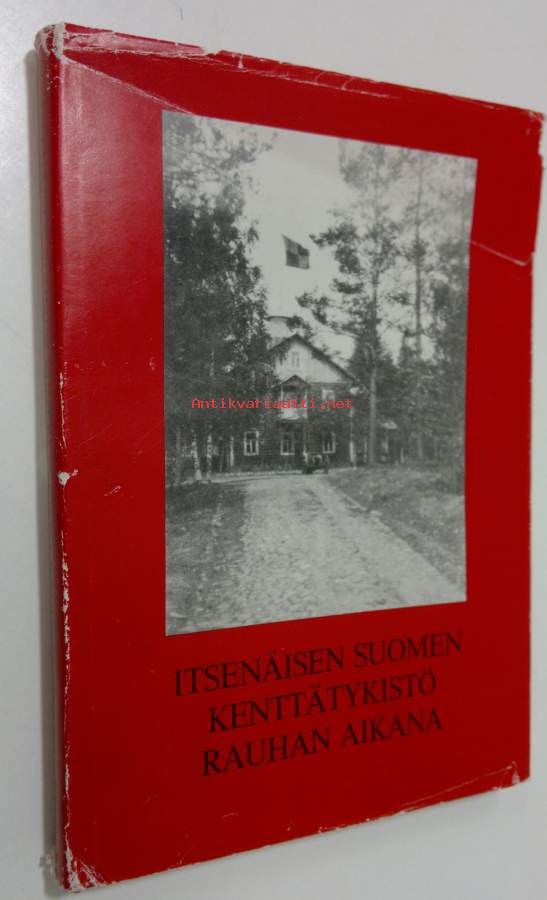 Antikvariaatti.net
ITSENÄISEN SUOMEN
KENTTÄTYKISTÖ
RAUHAN AIKANA